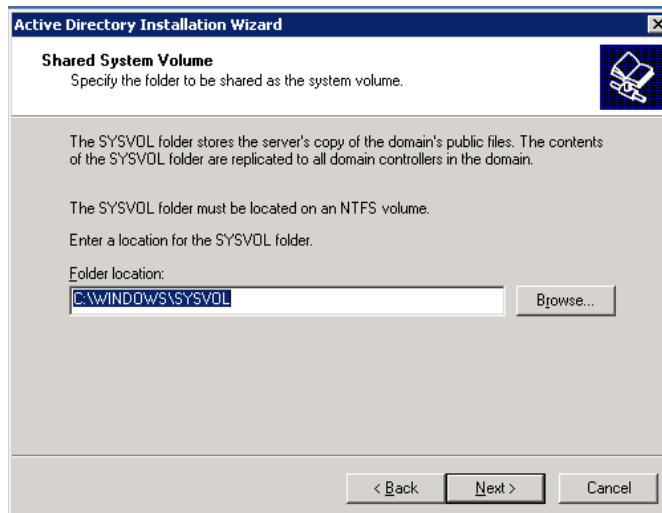 Active Directory Installation Wizard
Shared System Volume
Specify the folder to be shared as the system volume.
The SYSVOL folder stores the server's copy of the domain's public files. The contents
of the SYSVOL folder are replicated to all domain controllers in the domain.
The SYSVOL folder must be located on an NTFS volume.
Enter a location for the SYSVOL folder.
Folder location:
C:\WINDOWS\SYSVOL
Browse...
< Back
Next >
Cancel